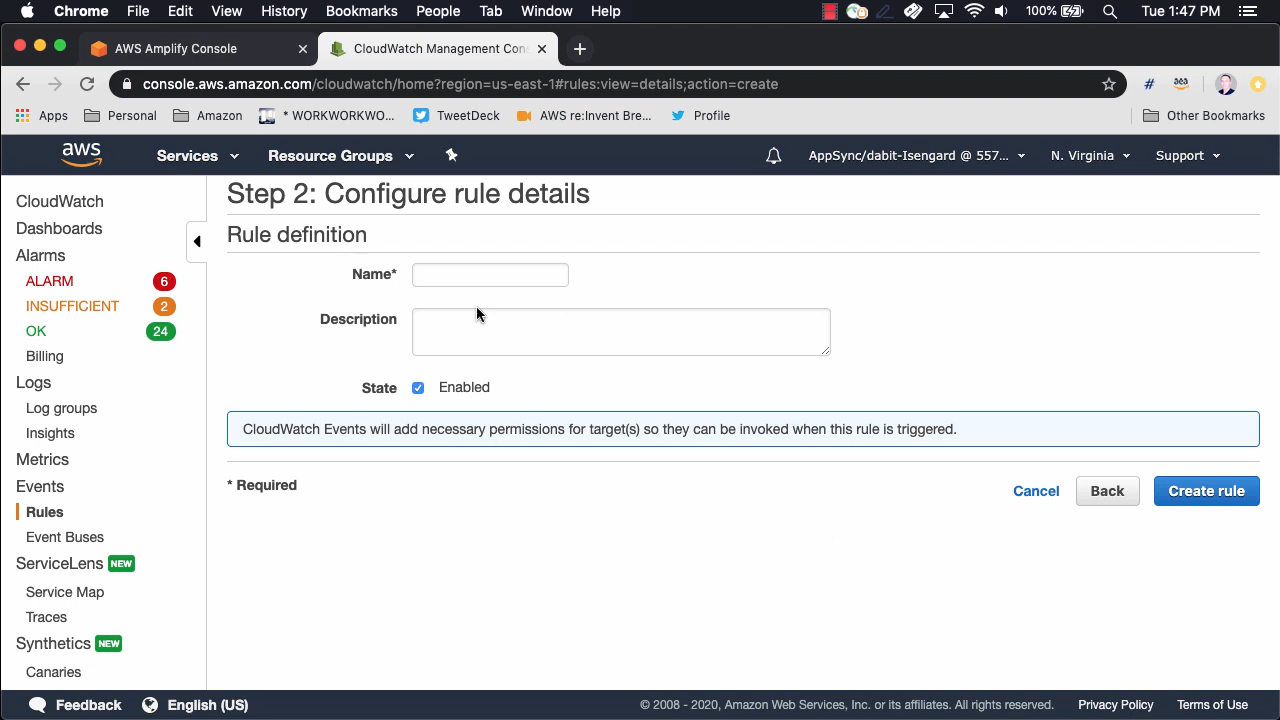 Chrome File Edit View History Bookmarks People Tab Window Help 100% Tue 1:47 PM
AWS Amplify Console
CloudWatch Management Con
console.aws.amazon.com/cloudwatch/home?region=us-east-1#rules:view=details;action=create
Apps Personal Amazon * WORKWORKWO... TweetDeck AWS re:Invent Bre... Profile Other Bookmarks
aws Services Resource Groups AppSync/dabit-Isengard @ 557... N. Virginia Support
CloudWatch
Dashboards
Alarms
ALARM 6
INSUFFICIENT 2
OK 24
Billing
Logs
Log groups
Insights
Metrics
Events
Rules
Event Buses
ServiceLens NEW
Service Map
Traces
Synthetics NEW
Canaries
Step 2: Configure rule details
Rule definition
Name*
Description
State Enabled
CloudWatch Events will add necessary permissions for target(s) so they can be invoked when this rule is triggered.
* Required
Cancel Back Create rule
Feedback English (US) © 2008 - 2020, Amazon Web Services, Inc. or its affiliates. All rights reserved. Privacy Policy Terms of Use